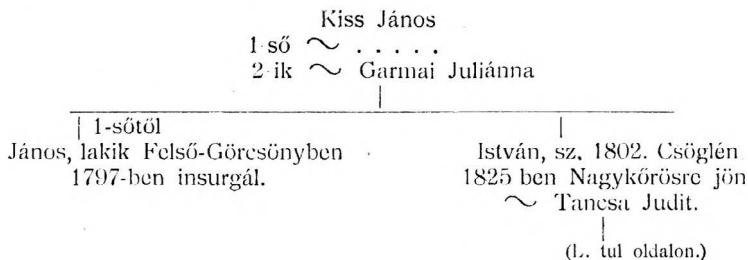 Kiss János
1-ső ~ . . . . .
2-ik ~ Garmai Juliánna
1-sőtől
János, lakik Felső-Görcsönyben
1797-ben insurgál.
István, sz. 1802. Csöglén
1825 ben Nagykőrösre jön
~ Tancsa Judit.
(L. tul oldalon.)